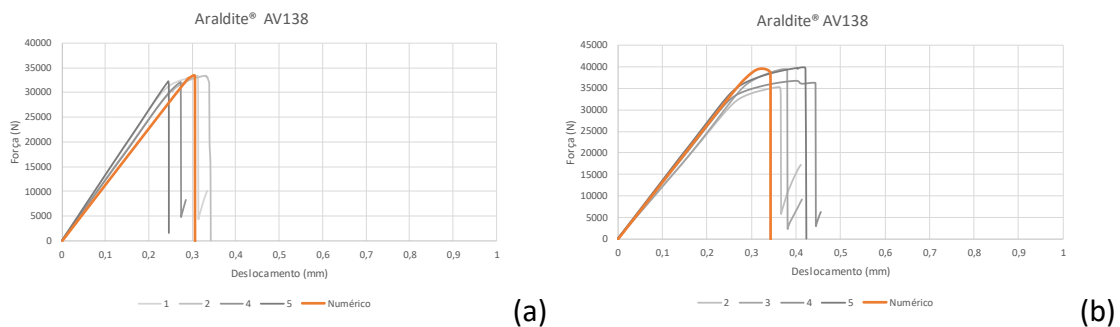 Araldite® AV138
40000
35000
30000
25000
20000
15000
10000
5000
0
Força (N)
0 0,1 0,2 0,3 0,4 0,5 0,6 0,7 0,8 0,9 1
Deslocamento (mm)
1 2 4 5 Numérico
(a)
Araldite® AV138
45000
40000
35000
30000
25000
20000
15000
10000
5000
0
Força (N)
0 0,1 0,2 0,3 0,4 0,5 0,6 0,7 0,8 0,9 1
Deslocamento (mm)
2 3 4 5 Numérico
(b)